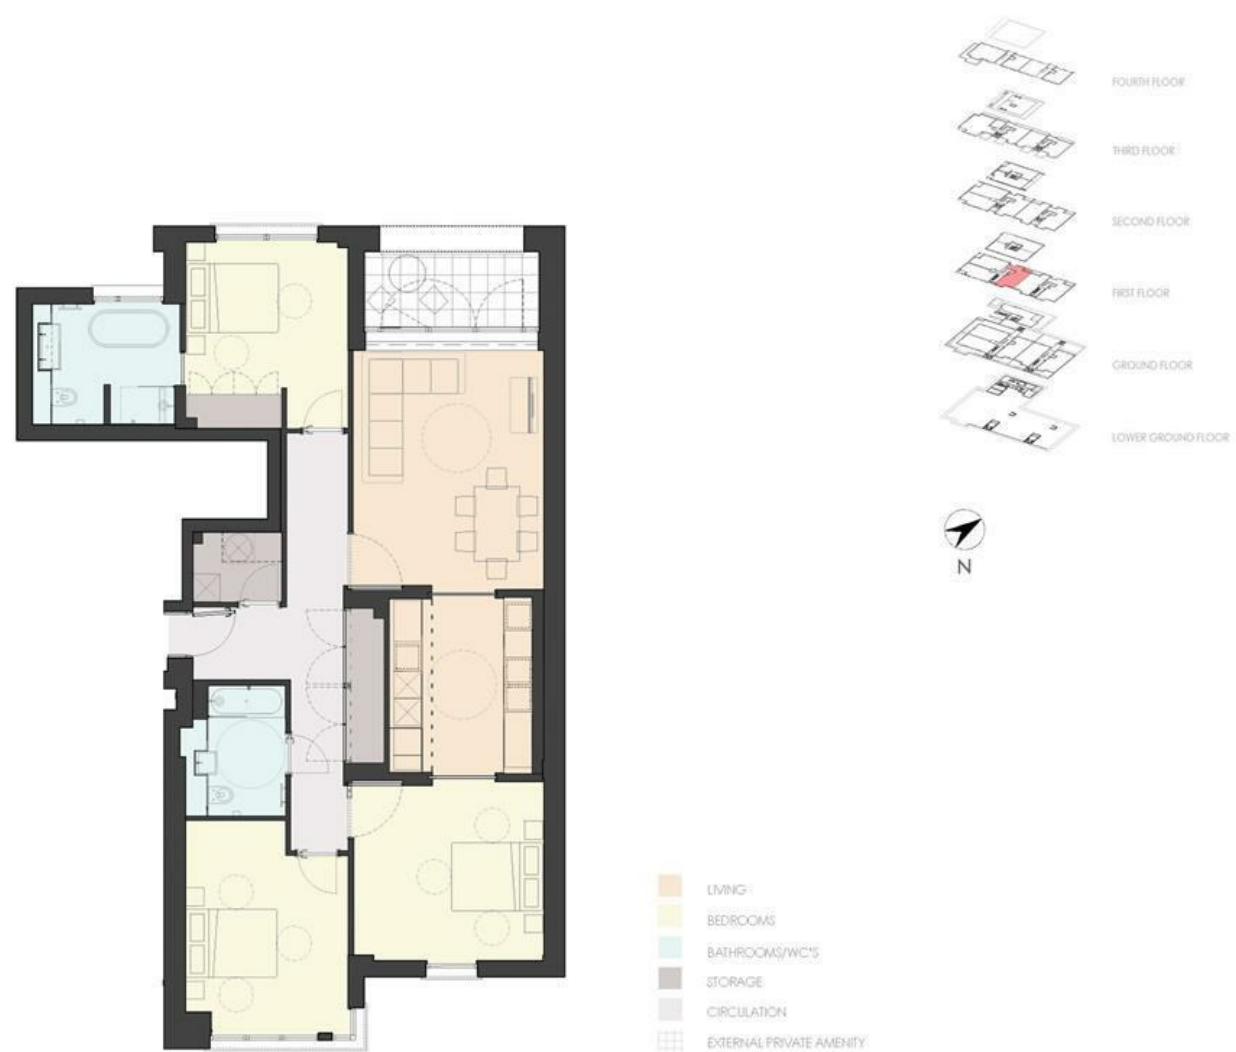 FOURTH FLOOR
THIRD FLOOR
SECOND FLOOR
FIRST FLOOR
GROUND FLOOR
LOWER GROUND FLOOR
N
LIVING
BEDROOMS
BATHROOMS/WC'S
STORAGE
CIRCULATION
EXTERNAL PRIVATE AMENITY